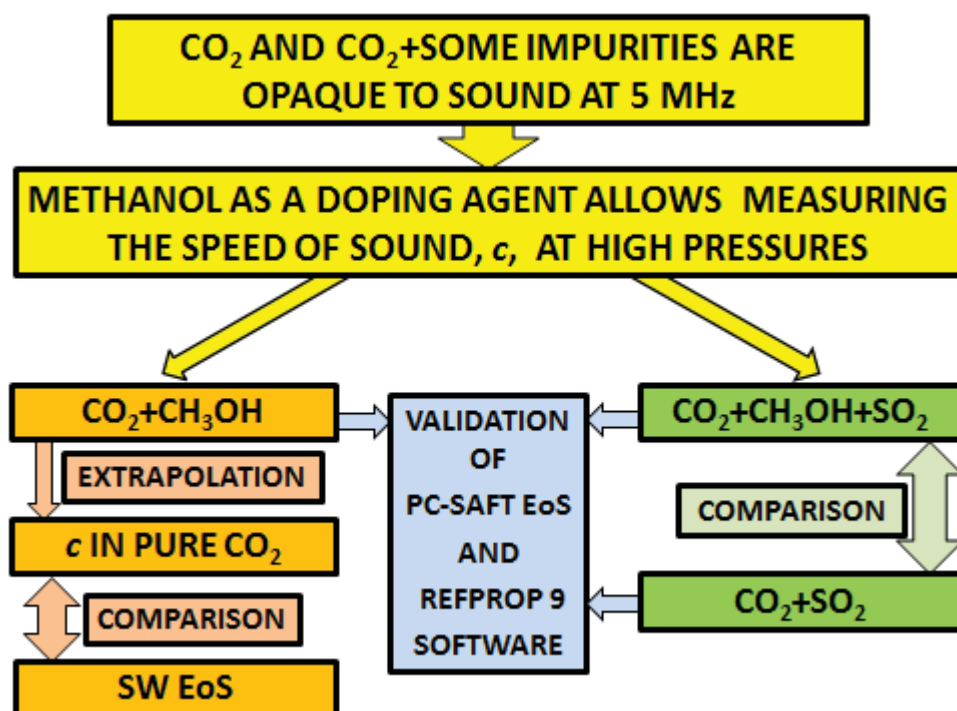 CO₂ AND CO₂+SOME IMPURITIES ARE
OPAQUE TO SOUND AT 5 MHz
METHANOL AS A DOPING AGENT ALLOWS MEASURING
THE SPEED OF SOUND, c, AT HIGH PRESSURES
CO₂+CH₃OH
EXTRAPOLATION
c IN PURE CO₂
COMPARISON
SW EoS
VALIDATION
OF
PC-SAFT EoS
AND
REFPROP 9
SOFTWARE
CO₂+CH₃OH+SO₂
COMPARISON
CO₂+SO₂